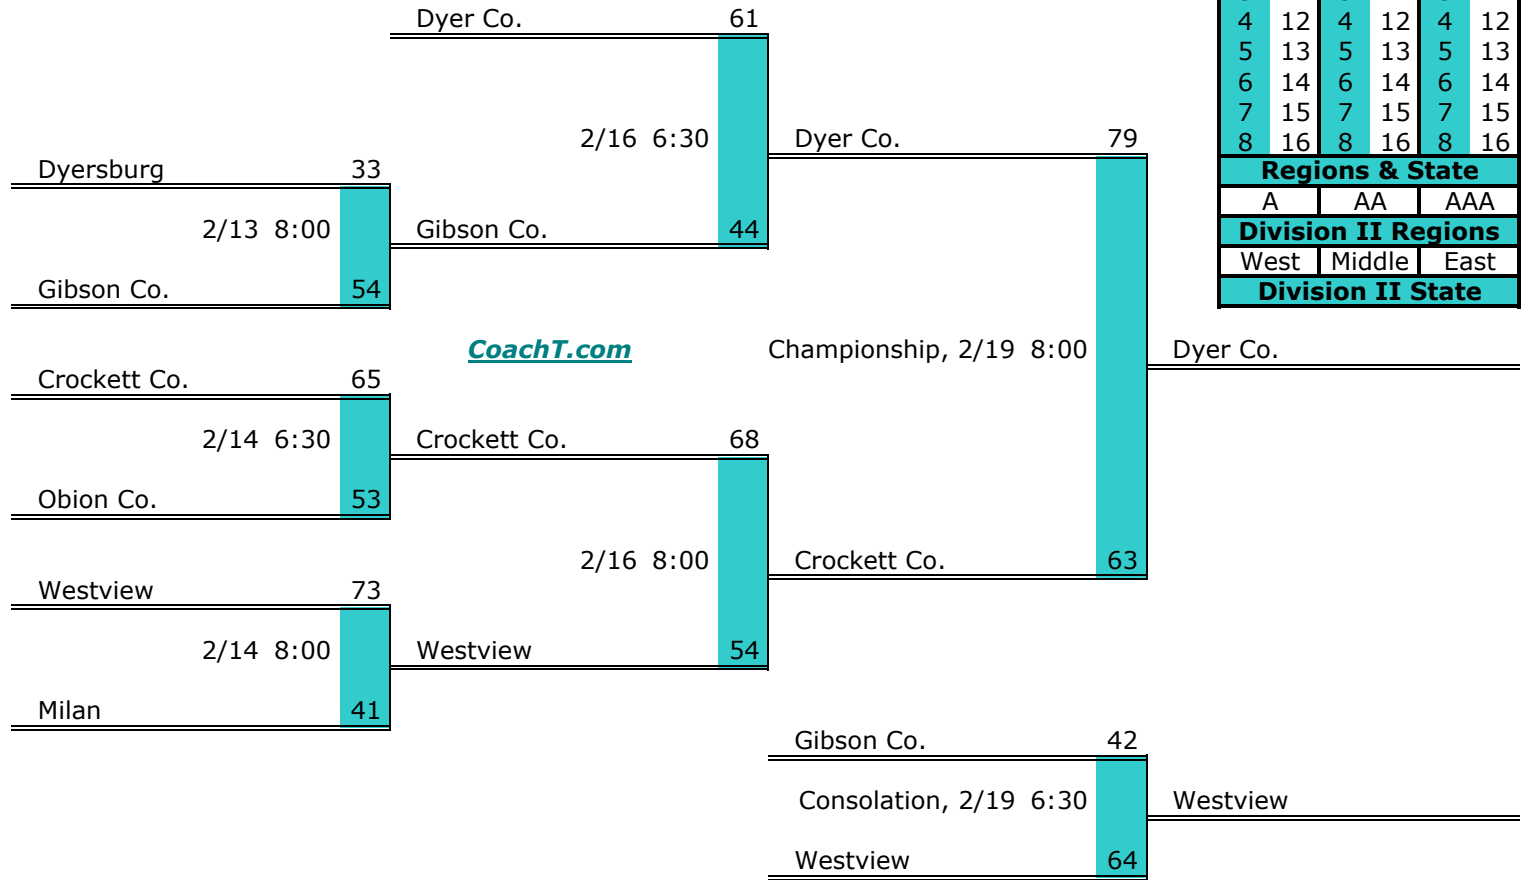 Dyer Co. 61
4 12 4 12 4 12
5 13 5 13 5 13
6 14 6 14 6 14
7 15 7 15 7 15
2/16 6:30 Dyer Co. 79
8 16 8 16 8 16
Dyersburg 33
Regions & State
A AA AAA
2/13 8:00 Gibson Co. 44
Division II Regions
West Middle East
Gibson Co. 54
Division II State
CoachT.com
Championship, 2/19 8:00 Dyer Co.
Crockett Co. 65
2/14 6:30 Crockett Co. 68
Obion Co. 53
2/16 8:00 Crockett Co. 63
Westview 73
2/14 8:00 Westview 54
Milan 41
Gibson Co. 42
Consolation, 2/19 6:30 Westview
Westview 64